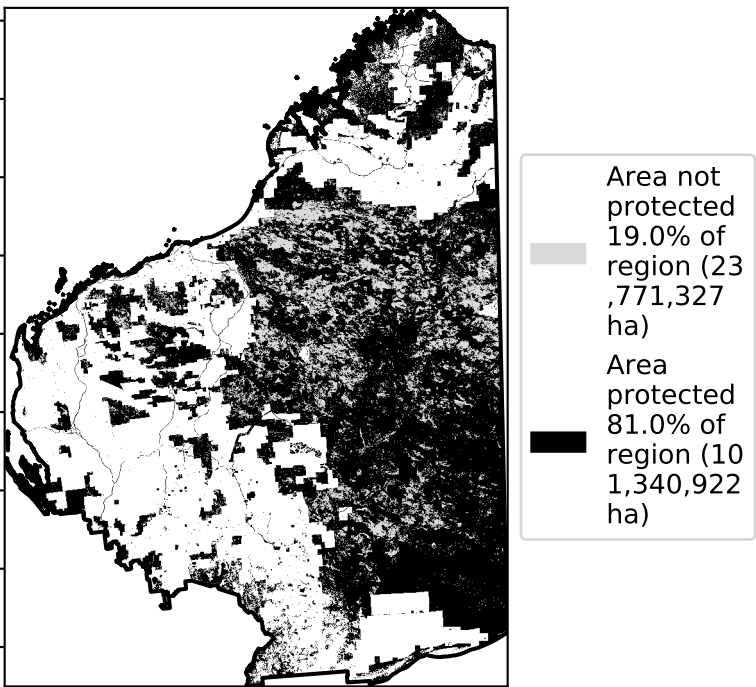 Area not
protected
19.0% of
region (23
,771,327
ha)
Area
protected
81.0% of
region (10
1,340,922
ha)